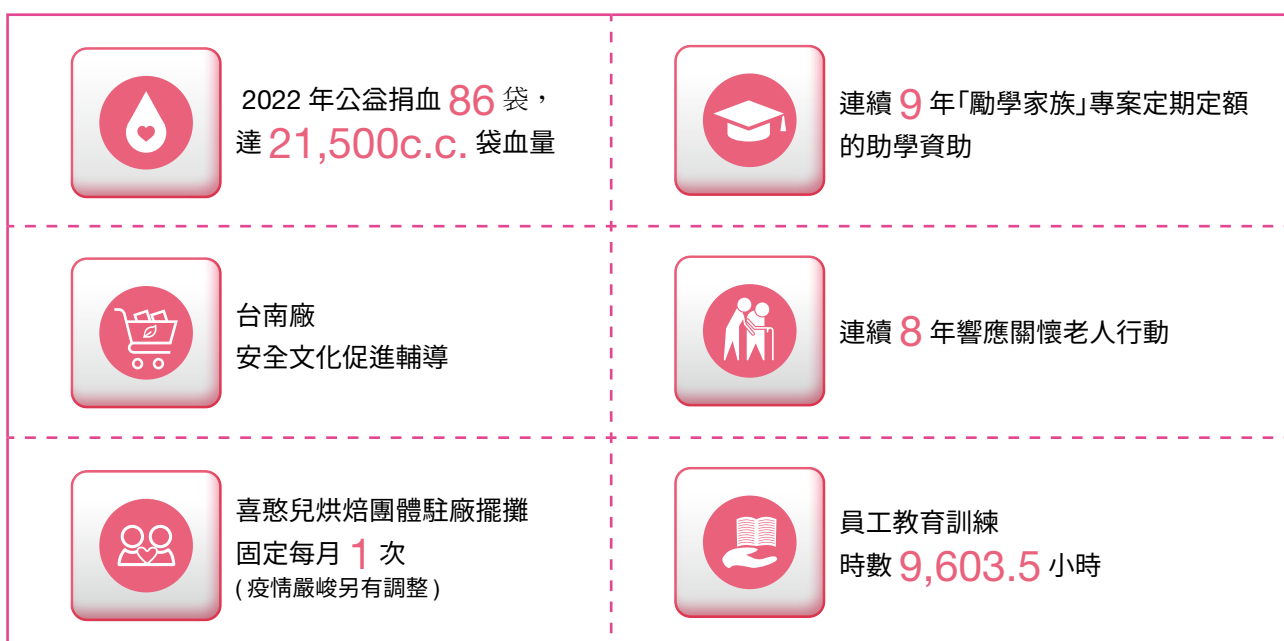 2022 年公益捐血 86 袋，
達 21,500c.c. 袋血量
連續 9 年「勵學家族」專案定期定額
的助學資助
台南廠
安全文化促進輔導
連續 8 年響應關懷老人行動
喜憨兒烘焙團體駐廠擺攤
固定每月 1 次
( 疫情嚴峻另有調整 )
員工教育訓練
時數 9,603.5 小時